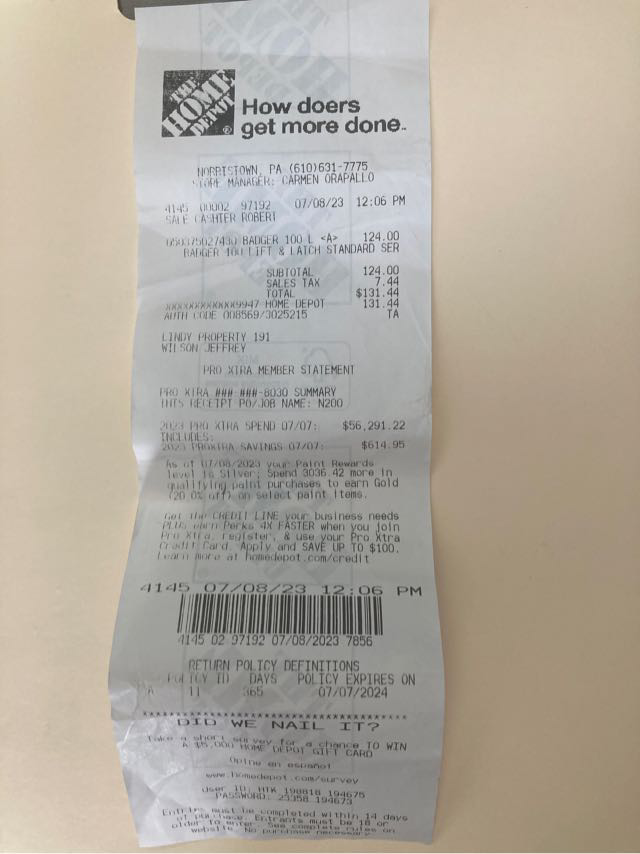 THE HOME DEPOT
How doers
get more done.
NORRISTOWN, PA (610)631-7775
STORE MANAGER: CARMEN ORAPALLO
4145 00002 97192 07/08/23 12:06 PM
SALE CASHIER ROBERT
050375027430 BADGER 100 L <A> 124.00
BADGER 100 LIFT & LATCH STANDARD SER
SUBTOTAL 124.00
SALES TAX 7.44
TOTAL $131.44
XXXXXXXXXXXX9947 HOME DEPOT 131.44
AUTH CODE 008569/3025215 TA
LINDY PROPERTY 191
WILSON JEFFREY
PRO XTRA MEMBER STATEMENT
PRO XTRA ###-###-8030 SUMMARY
THIS RECEIPT PO/JOB NAME: N200
2023 PRO XTRA SPEND 07/07: $56,291.22
INCLUDES:
2023 PROXTRA SAVINGS 07/07: $614.95
As of 07/08/2023 your Paint Rewards
level is Silver; Spend 3036.42 more in
qualifying paint purchases to earn Gold
(20.0% off) on select paint items.
Get the CREDIT LINE your business needs
PLUS earn Perks 4X FASTER when you join
Pro Xtra, register, & use your Pro Xtra
Credit Card. Apply and SAVE UP TO $100.
Learn more at homedepot.com/credit
4145 07/08/23 12:06 PM
4145 02 97192 07/08/2023 7856
RETURN POLICY DEFINITIONS
POLICY ID DAYS POLICY EXPIRES ON
A 11 365 07/07/2024
DID WE NAIL IT?
Take a short survey for a chance TO WIN
A $5,000 HOME DEPOT GIFT CARD
Opine en español
www.homedepot.com/survey
User ID: H1K 198818 194675
PASSWORD: 23358 194673
Entries must be completed within 14 days
of purchase. Entrants must be 18 or
older to enter. See complete rules on
website. No purchase necessary.